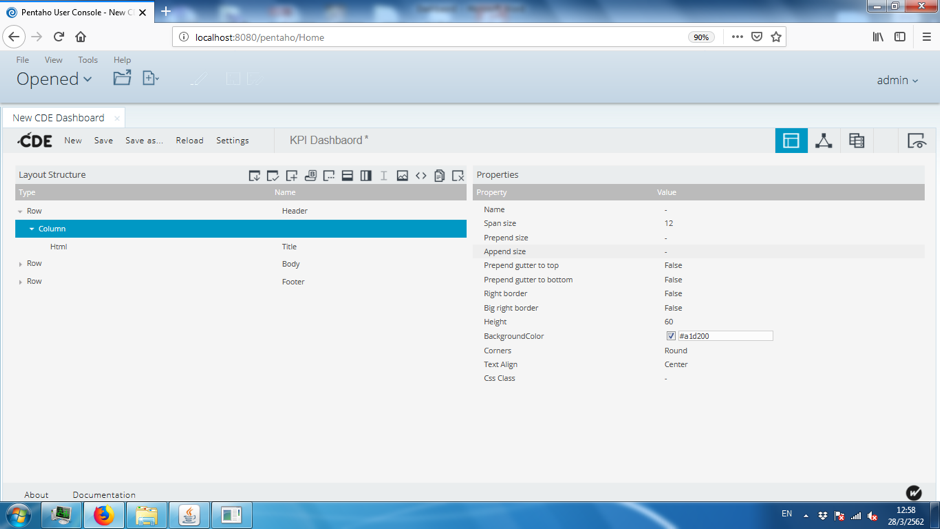 Pentaho User Console - New C
localhost:8080/pentaho/Home
90%
File View Tools Help
Opened
admin
New CDE Dashboard
CDE New Save Save as... Reload Settings KPI Dashbaord*
Layout Structure
Type Name
Row Header
Column
Html Title
Row Body
Row Footer
Properties
Property Value
Name -
Span size 12
Prepend size -
Append size -
Prepend gutter to top False
Prepend gutter to bottom False
Right border False
Big right border False
Height 60
BackgroundColor #a1d200
Corners Round
Text Align Center
Css Class -
About Documentation
EN
12:58
28/3/2562